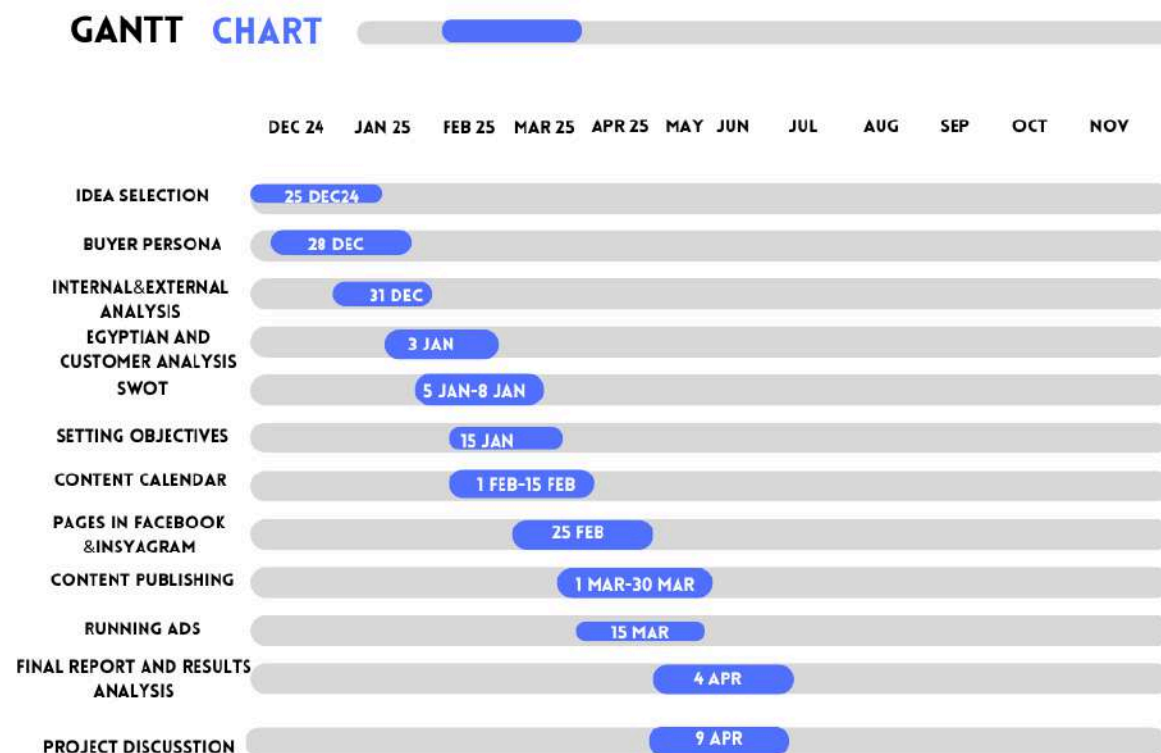 GANTT CHART
DEC 24 JAN 25 FEB 25 MAR 25 APR 25 MAY JUN JUL AUG SEP OCT NOV
IDEA SELECTION 25 DEC24
BUYER PERSONA 28 DEC
INTERNAL&EXTERNAL
ANALYSIS 31 DEC
EGYPTIAN AND
CUSTOMER ANALYSIS 3 JAN
SWOT 5 JAN-8 JAN
SETTING OBJECTIVES 15 JAN
CONTENT CALENDAR 1 FEB-15 FEB
PAGES IN FACEBOOK
&INSYAGRAM 25 FEB
CONTENT PUBLISHING 1 MAR-30 MAR
RUNNING ADS 15 MAR
FINAL REPORT AND RESULTS
ANALYSIS 4 APR
PROJECT DISCUSSTION 9 APR